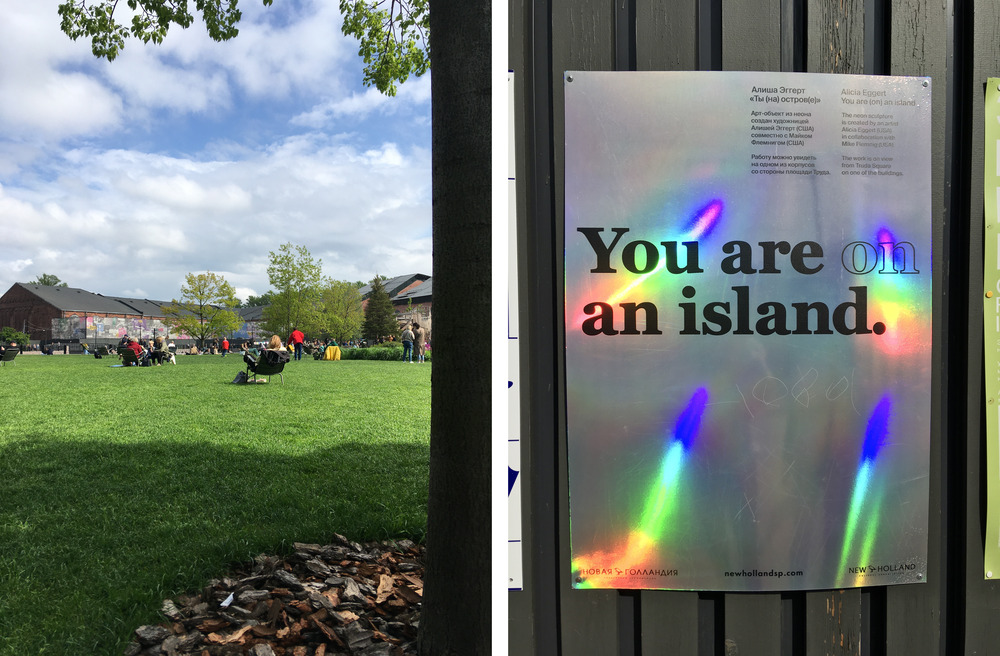 Алиша Эггерт
«Ты (на) остров(е)»
Арт-объект из неона
создан художницей
Алишей Эггерт (США)
совместно с Майком
Флемингом (США)
Работу можно увидеть
на одном из корпусов
со стороны площади Труда.
Alicia Eggert
You are (on) an island
The neon sculpture
is created by an artist
Alicia Eggert (USA)
in collaboration with
Mike Fleming (USA)
The work is on view
from Truda Square
on one of the buildings.
You are on
an island.
НОВАЯ ГОЛЛАНДИЯ
newhollandsp.com
NEW HOLLAND